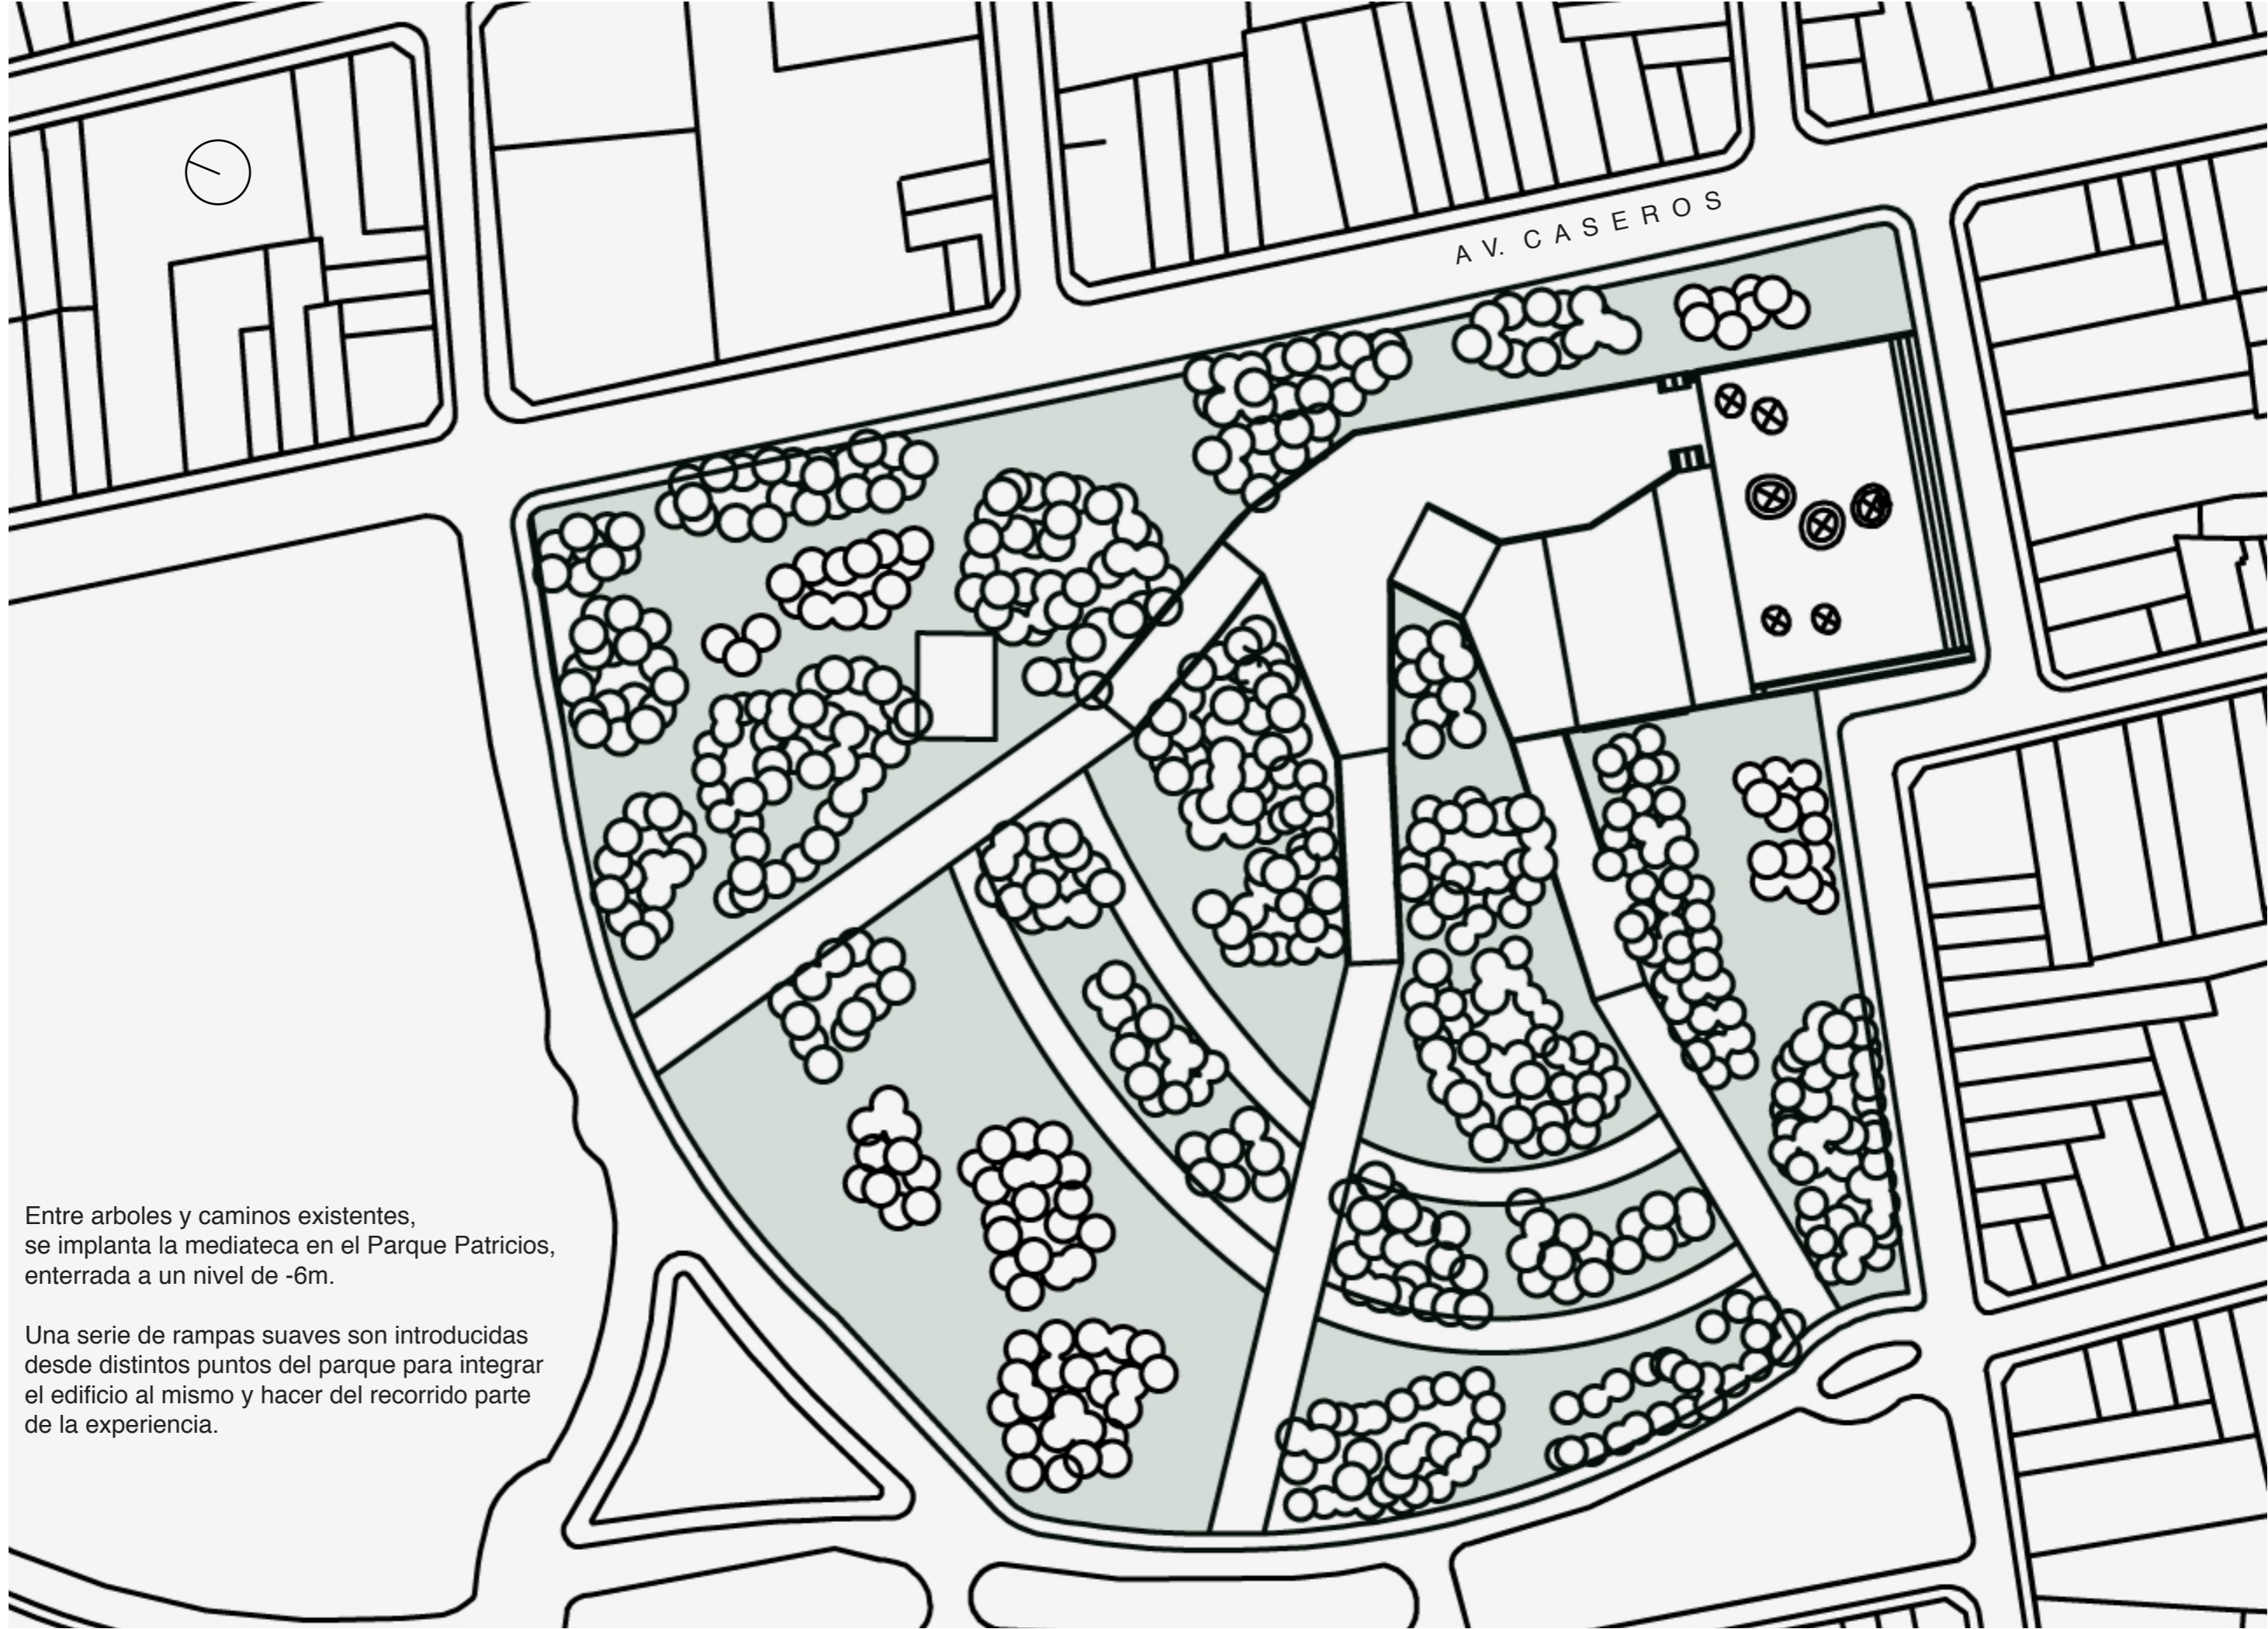 AV. CASEROS
Entre arboles y caminos existentes,
se implanta la mediateca en el Parque Patricios,
enterrada a un nivel de -6m.
Una serie de rampas suaves son introducidas
desde distintos puntos del parque para integrar
el edificio al mismo y hacer del recorrido parte
de la experiencia.